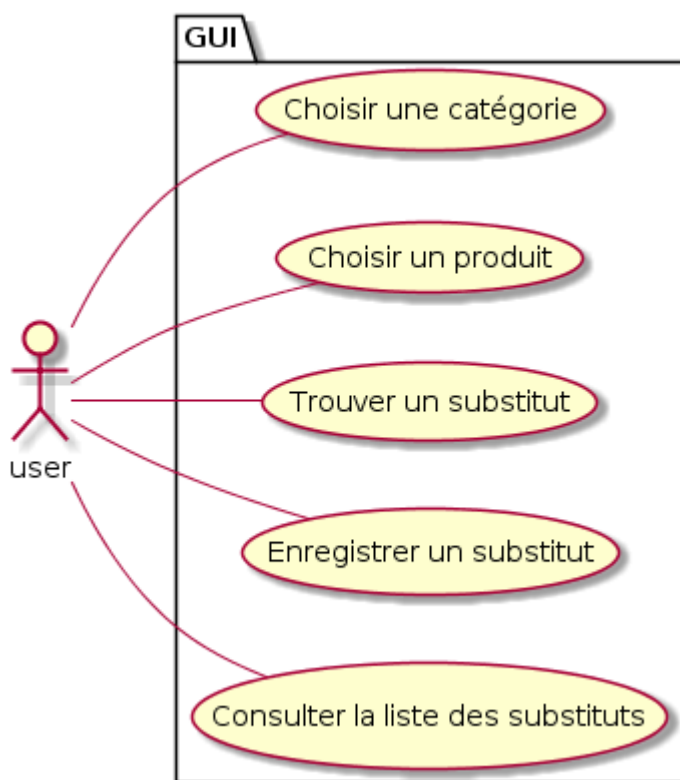 GUI
Choisir une catégorie
Choisir un produit
Trouver un substitut
user
Enregistrer un substitut
Consulter la liste des substituts